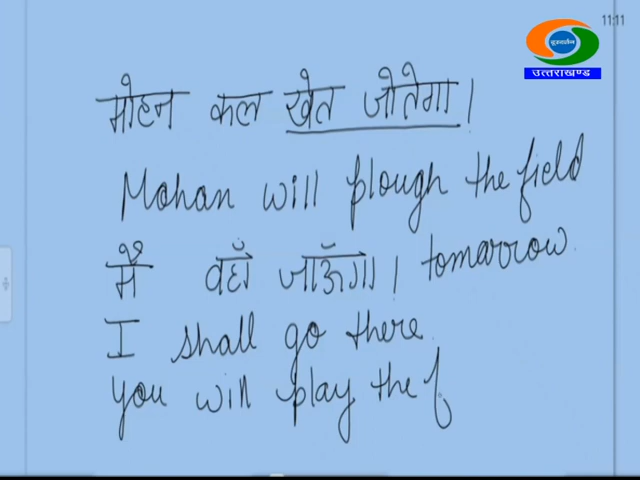 11:11
दूरदर्शन
उत्तराखण्ड
मोहन कल खेत जोतेगा।
Mohan will plough the field
मैं वहाँ जाऊँगा। tomarrow
I shall go there.
You will play the f